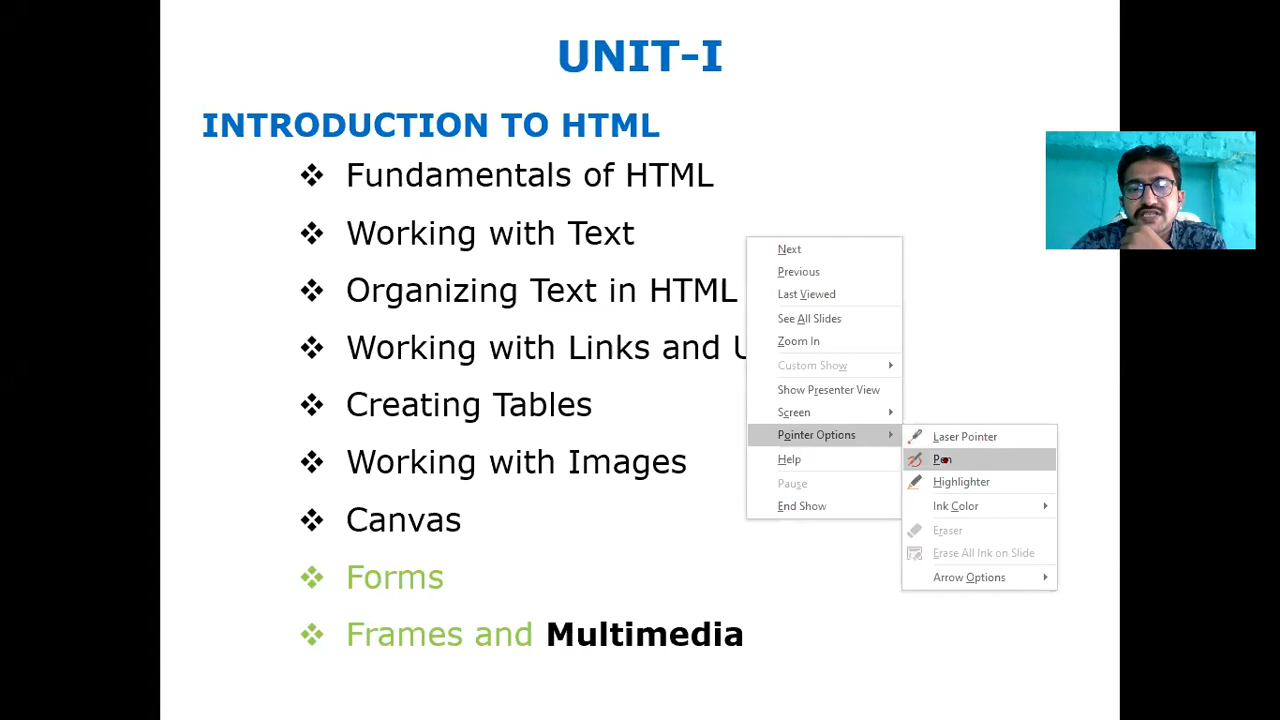 UNIT-I
INTRODUCTION TO HTML
❖ Fundamentals of HTML
❖ Working with Text
❖ Organizing Text in HTML
❖ Working with Links and U
❖ Creating Tables
❖ Working with Images
❖ Canvas
❖ Forms
❖ Frames and Multimedia
Next
Previous
Last Viewed
See All Slides
Zoom In
Custom Show
Show Presenter View
Screen
Pointer Options
Help
Pause
End Show
Laser Pointer
Pen
Highlighter
Ink Color
Eraser
Erase All Ink on Slide
Arrow Options